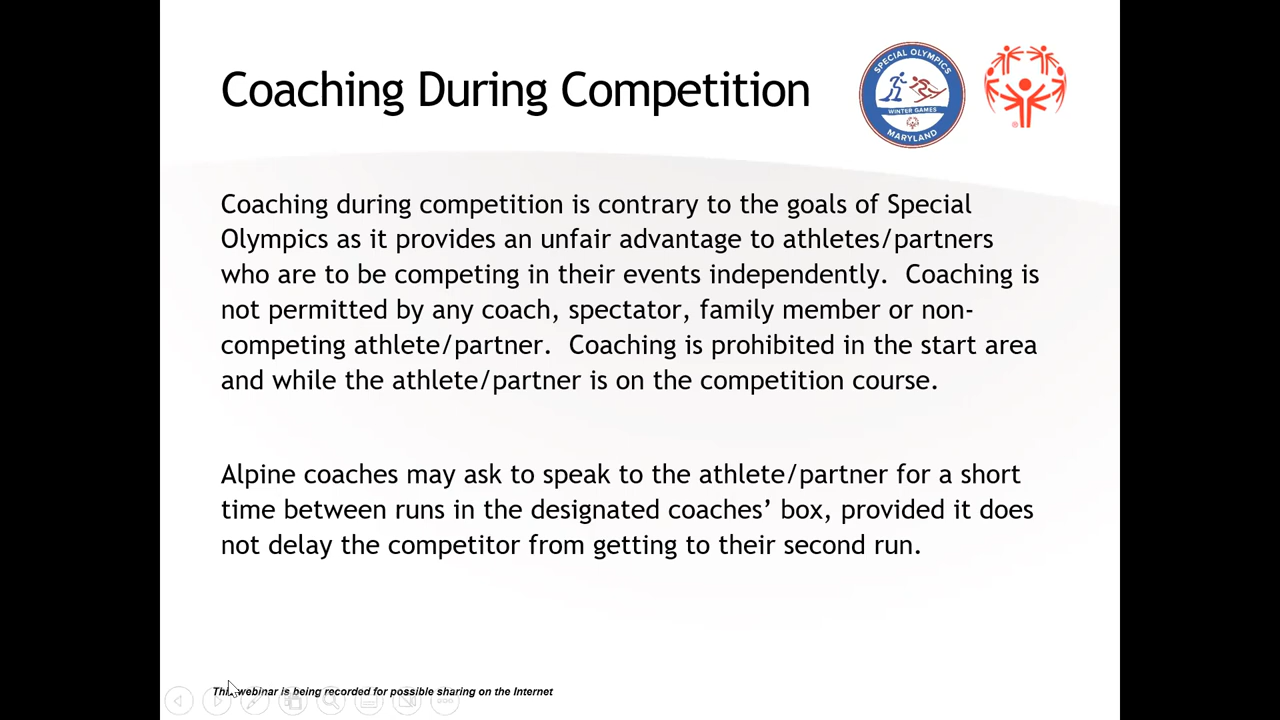 Coaching During Competition
SPECIAL OLYMPICS
WINTER GAMES
MARYLAND
®
Coaching during competition is contrary to the goals of Special
Olympics as it provides an unfair advantage to athletes/partners
who are to be competing in their events independently.  Coaching is
not permitted by any coach, spectator, family member or non-
competing athlete/partner.  Coaching is prohibited in the start area
and while the athlete/partner is on the competition course.
Alpine coaches may ask to speak to the athlete/partner for a short
time between runs in the designated coaches’ box, provided it does
not delay the competitor from getting to their second run.
This webinar is being recorded for possible sharing on the Internet